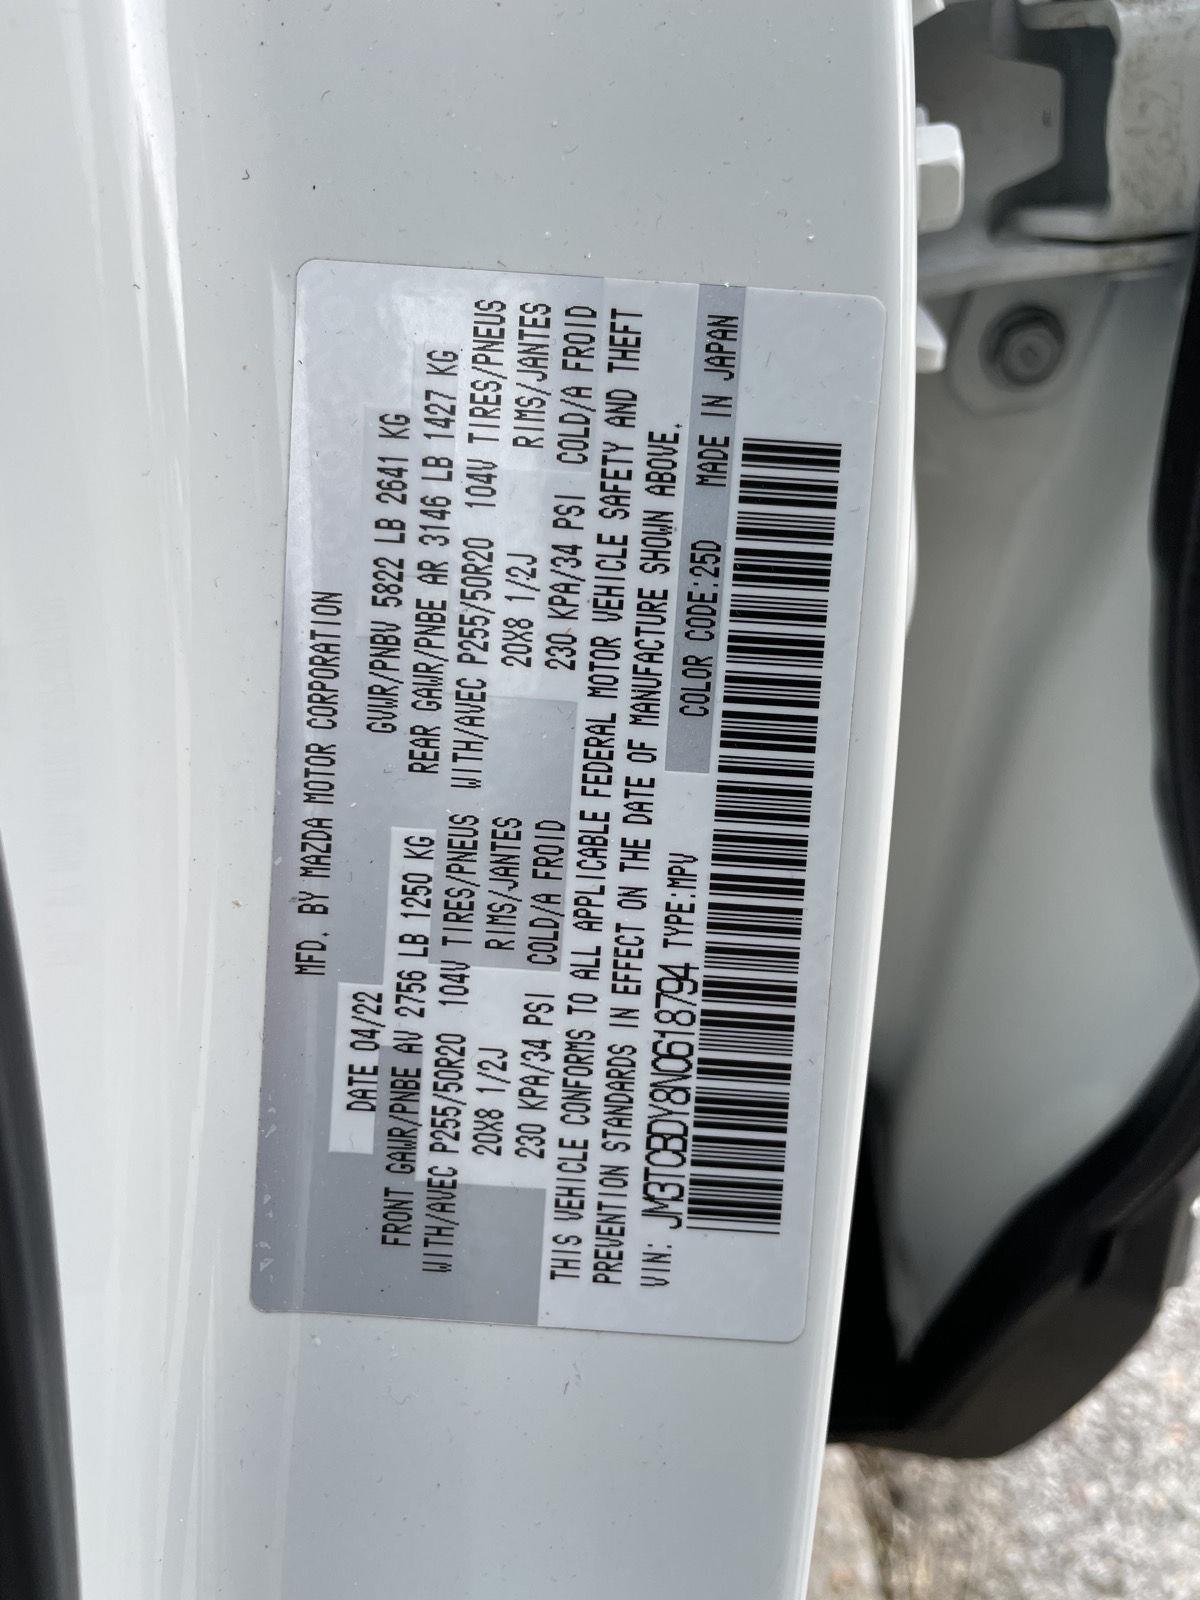 MFD. BY MAZDA MOTOR CORPORATION
DATE 04/22 GVWR/PNBV 5822 LB 2641 KG
FRONT GAWR/PNBE AV 2756 LB 1250 KG REAR GAWR/PNBE AR 3146 LB 1427 KG
WITH/AVEC P255/50R20 104V TIRES/PNEUS WITH/AVEC P255/50R20 104V TIRES/PNEUS
20X8 1/2J RIMS/JANTES 20X8 1/2J RIMS/JANTES
230 KPA/34 PSI COLD/A FROID 230 KPA/34 PSI COLD/A FROID
THIS VEHICLE CONFORMS TO ALL APPLICABLE FEDERAL MOTOR VEHICLE SAFETY AND THEFT
PREVENTION STANDARDS IN EFFECT ON THE DATE OF MANUFACTURE SHOWN ABOVE.
VIN: JM3TCBDY8N0618794 TYPE:MPV COLOR CODE:25D MADE IN JAPAN